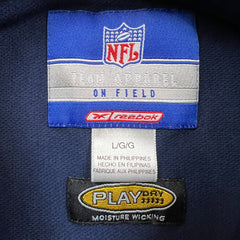 NFL
TEAM APPAREL
ON FIELD
Reebok
L/G/G
MADE IN PHILIPPINES
HECHO EN FILIPINAS
FABRIQUE AUX PHILIPPINES
PLAY DRY
MOISTURE WICKING